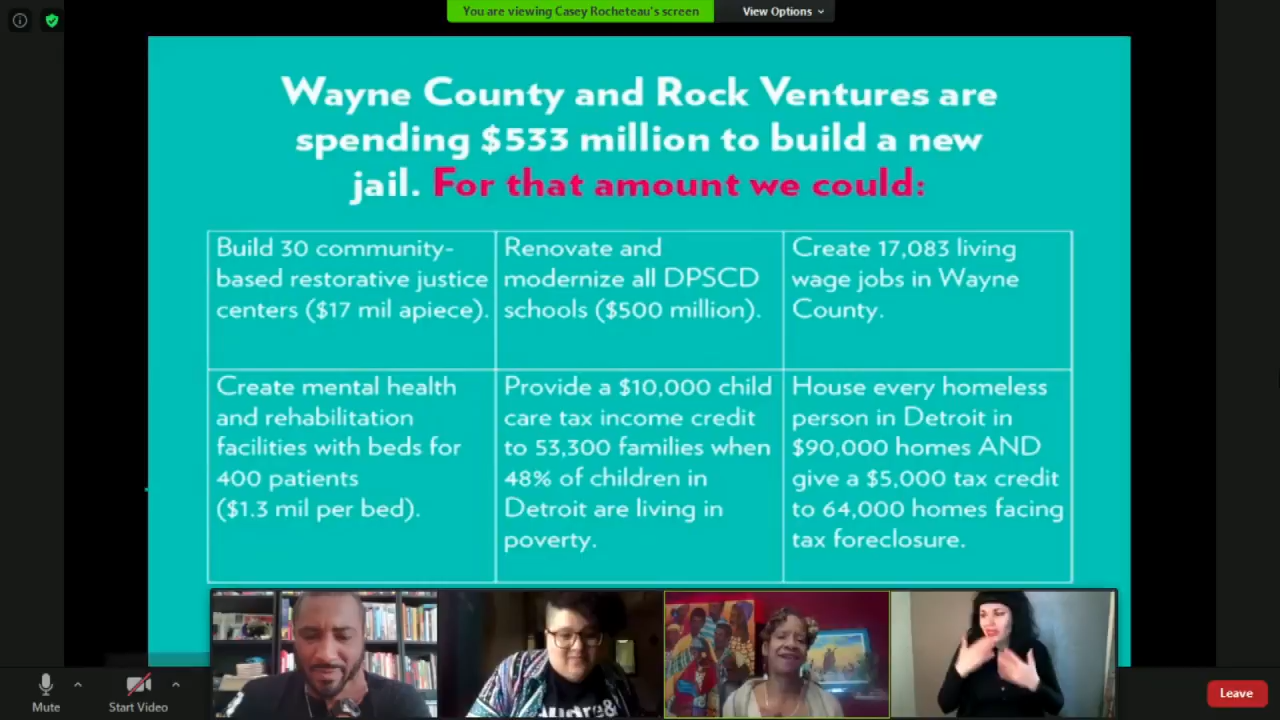 You are viewing Casey Rocheteau's screen
View Options
Wayne County and Rock Ventures are
spending $533 million to build a new
jail. For that amount we could:
Build 30 community-
based restorative justice
centers ($17 mil apiece).
Renovate and
modernize all DPSCD
schools ($500 million).
Create 17,083 living
wage jobs in Wayne
County.
Create mental health
and rehabilitation
facilities with beds for
400 patients
($1.3 mil per bed).
Provide a $10,000 child
care tax income credit
to 53,300 families when
48% of children in
Detroit are living in
poverty.
House every homeless
person in Detroit in
$90,000 homes AND
give a $5,000 tax credit
to 64,000 homes facing
tax foreclosure.
Mute
Start Video
Leave